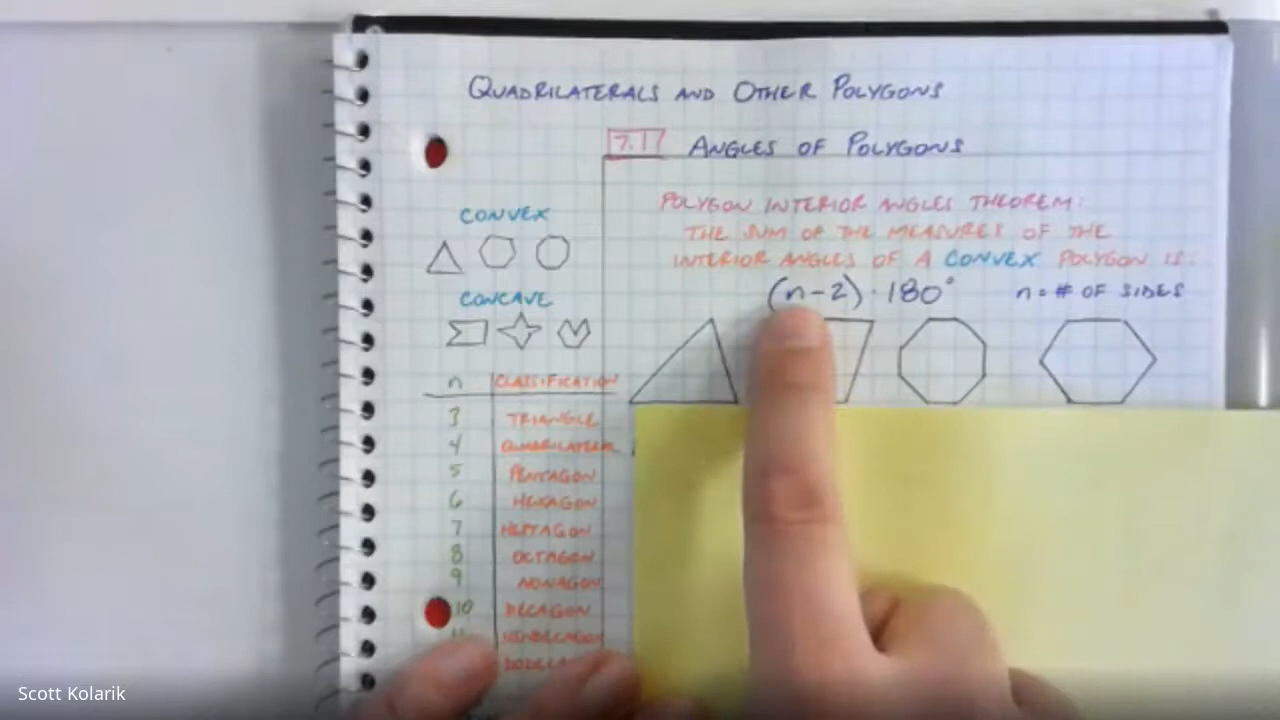 QUADRILATERALS AND OTHER POLYGONS
7.17 ANGLES OF POLYGONS
POLYGON INTERIOR ANGLES THEOREM:
THE SUM OF THE MEASURES OF THE
INTERIOR ANGLES OF A CONVEX POLYGON IS:
(n-2)·180° n = # OF SIDES
CONVEX
CONCAVE
n CLASSIFICATION
3 TRIANGLE
4 QUADRILATERAL
5 PENTAGON
6 HEXAGON
7 HEPTAGON
8 OCTAGON
9 NONAGON
10 DECAGON
HENDECAGON
Scott Kolarik